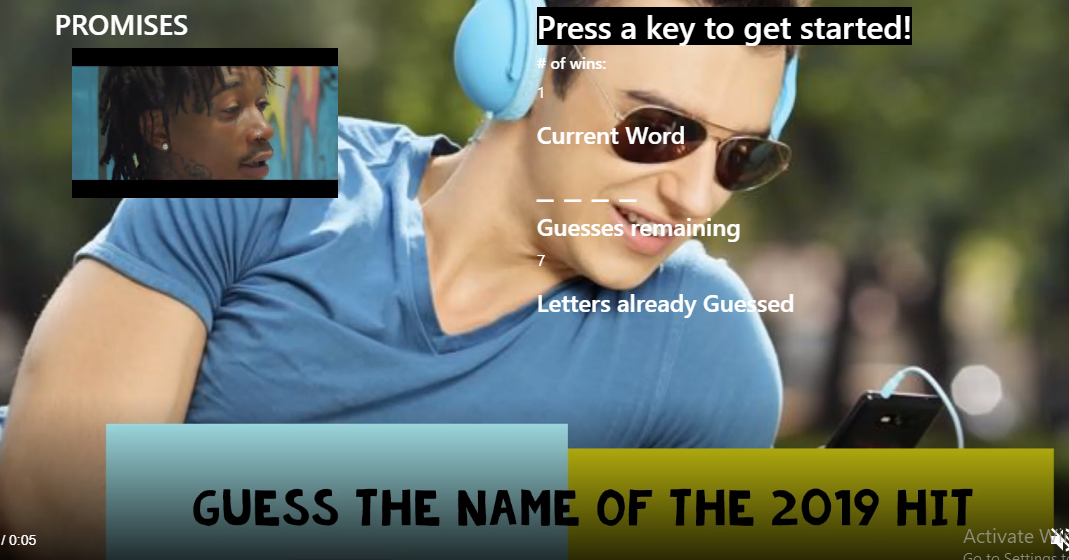 PROMISES
Press a key to get started!
# of wins:
1
Current Word
_ _ _ _
Guesses remaining
7
Letters already Guessed
GUESS THE NAME OF THE 2019 HIT
/ 0:05
Activate
Go to Settings